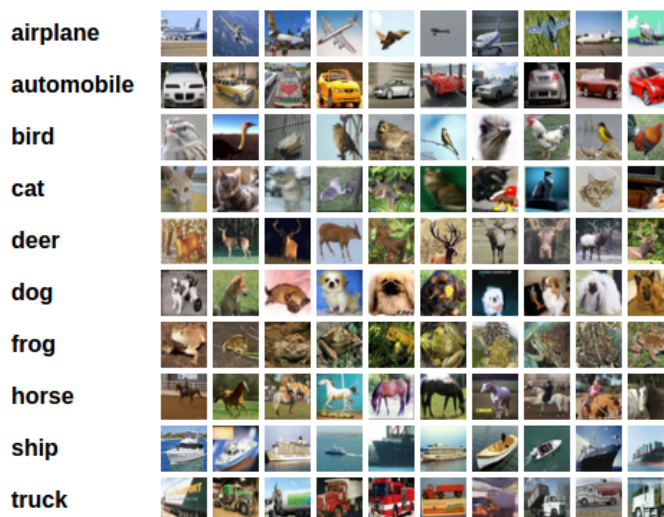 airplane
automobile
bird
cat
deer
dog
frog
horse
ship
truck